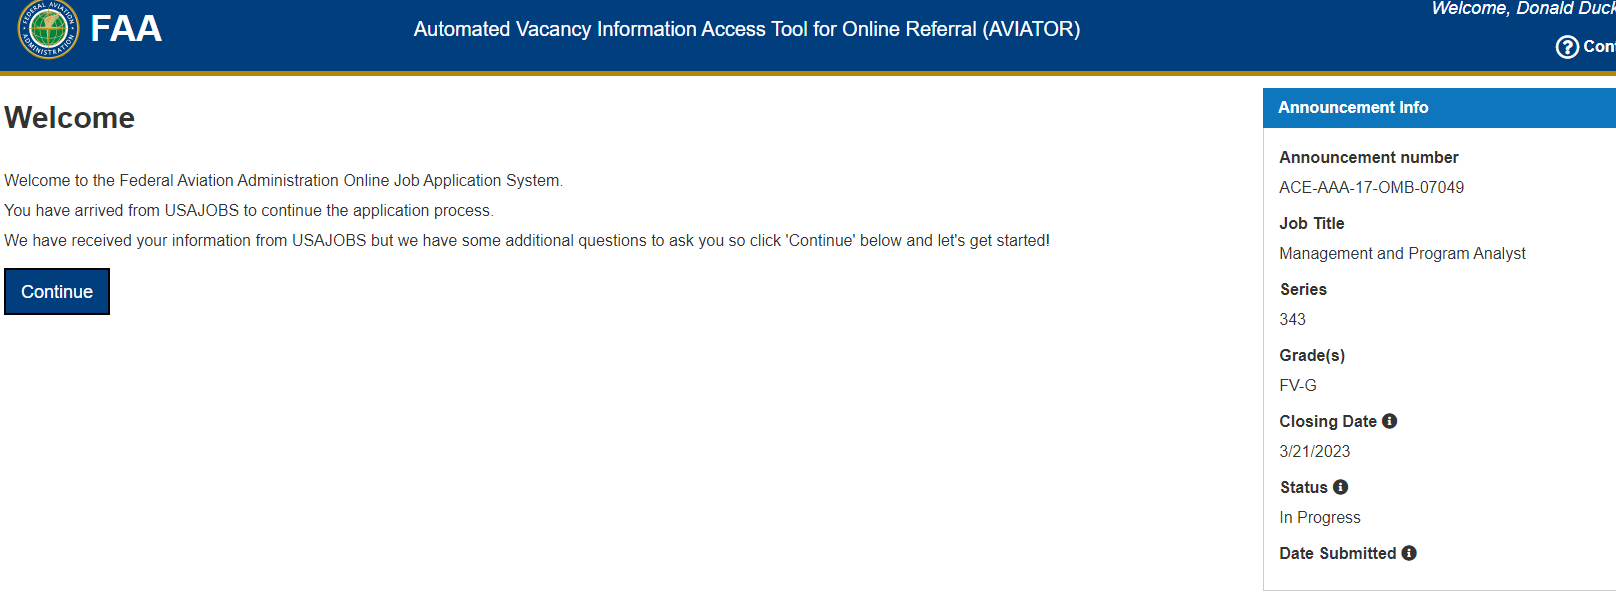 FEDERAL AVIATION
ADMINISTRATION
FAA
Automated Vacancy Information Access Tool for Online Referral (AVIATOR)
Welcome, Donald Duck
Welcome
Welcome to the Federal Aviation Administration Online Job Application System.
You have arrived from USAJOBS to continue the application process.
We have received your information from USAJOBS but we have some additional questions to ask you so click 'Continue' below and let's get started!
Continue
Announcement Info
Announcement number
ACE-AAA-17-OMB-07049
Job Title
Management and Program Analyst
Series
343
Grade(s)
FV-G
Closing Date
3/21/2023
Status
In Progress
Date Submitted